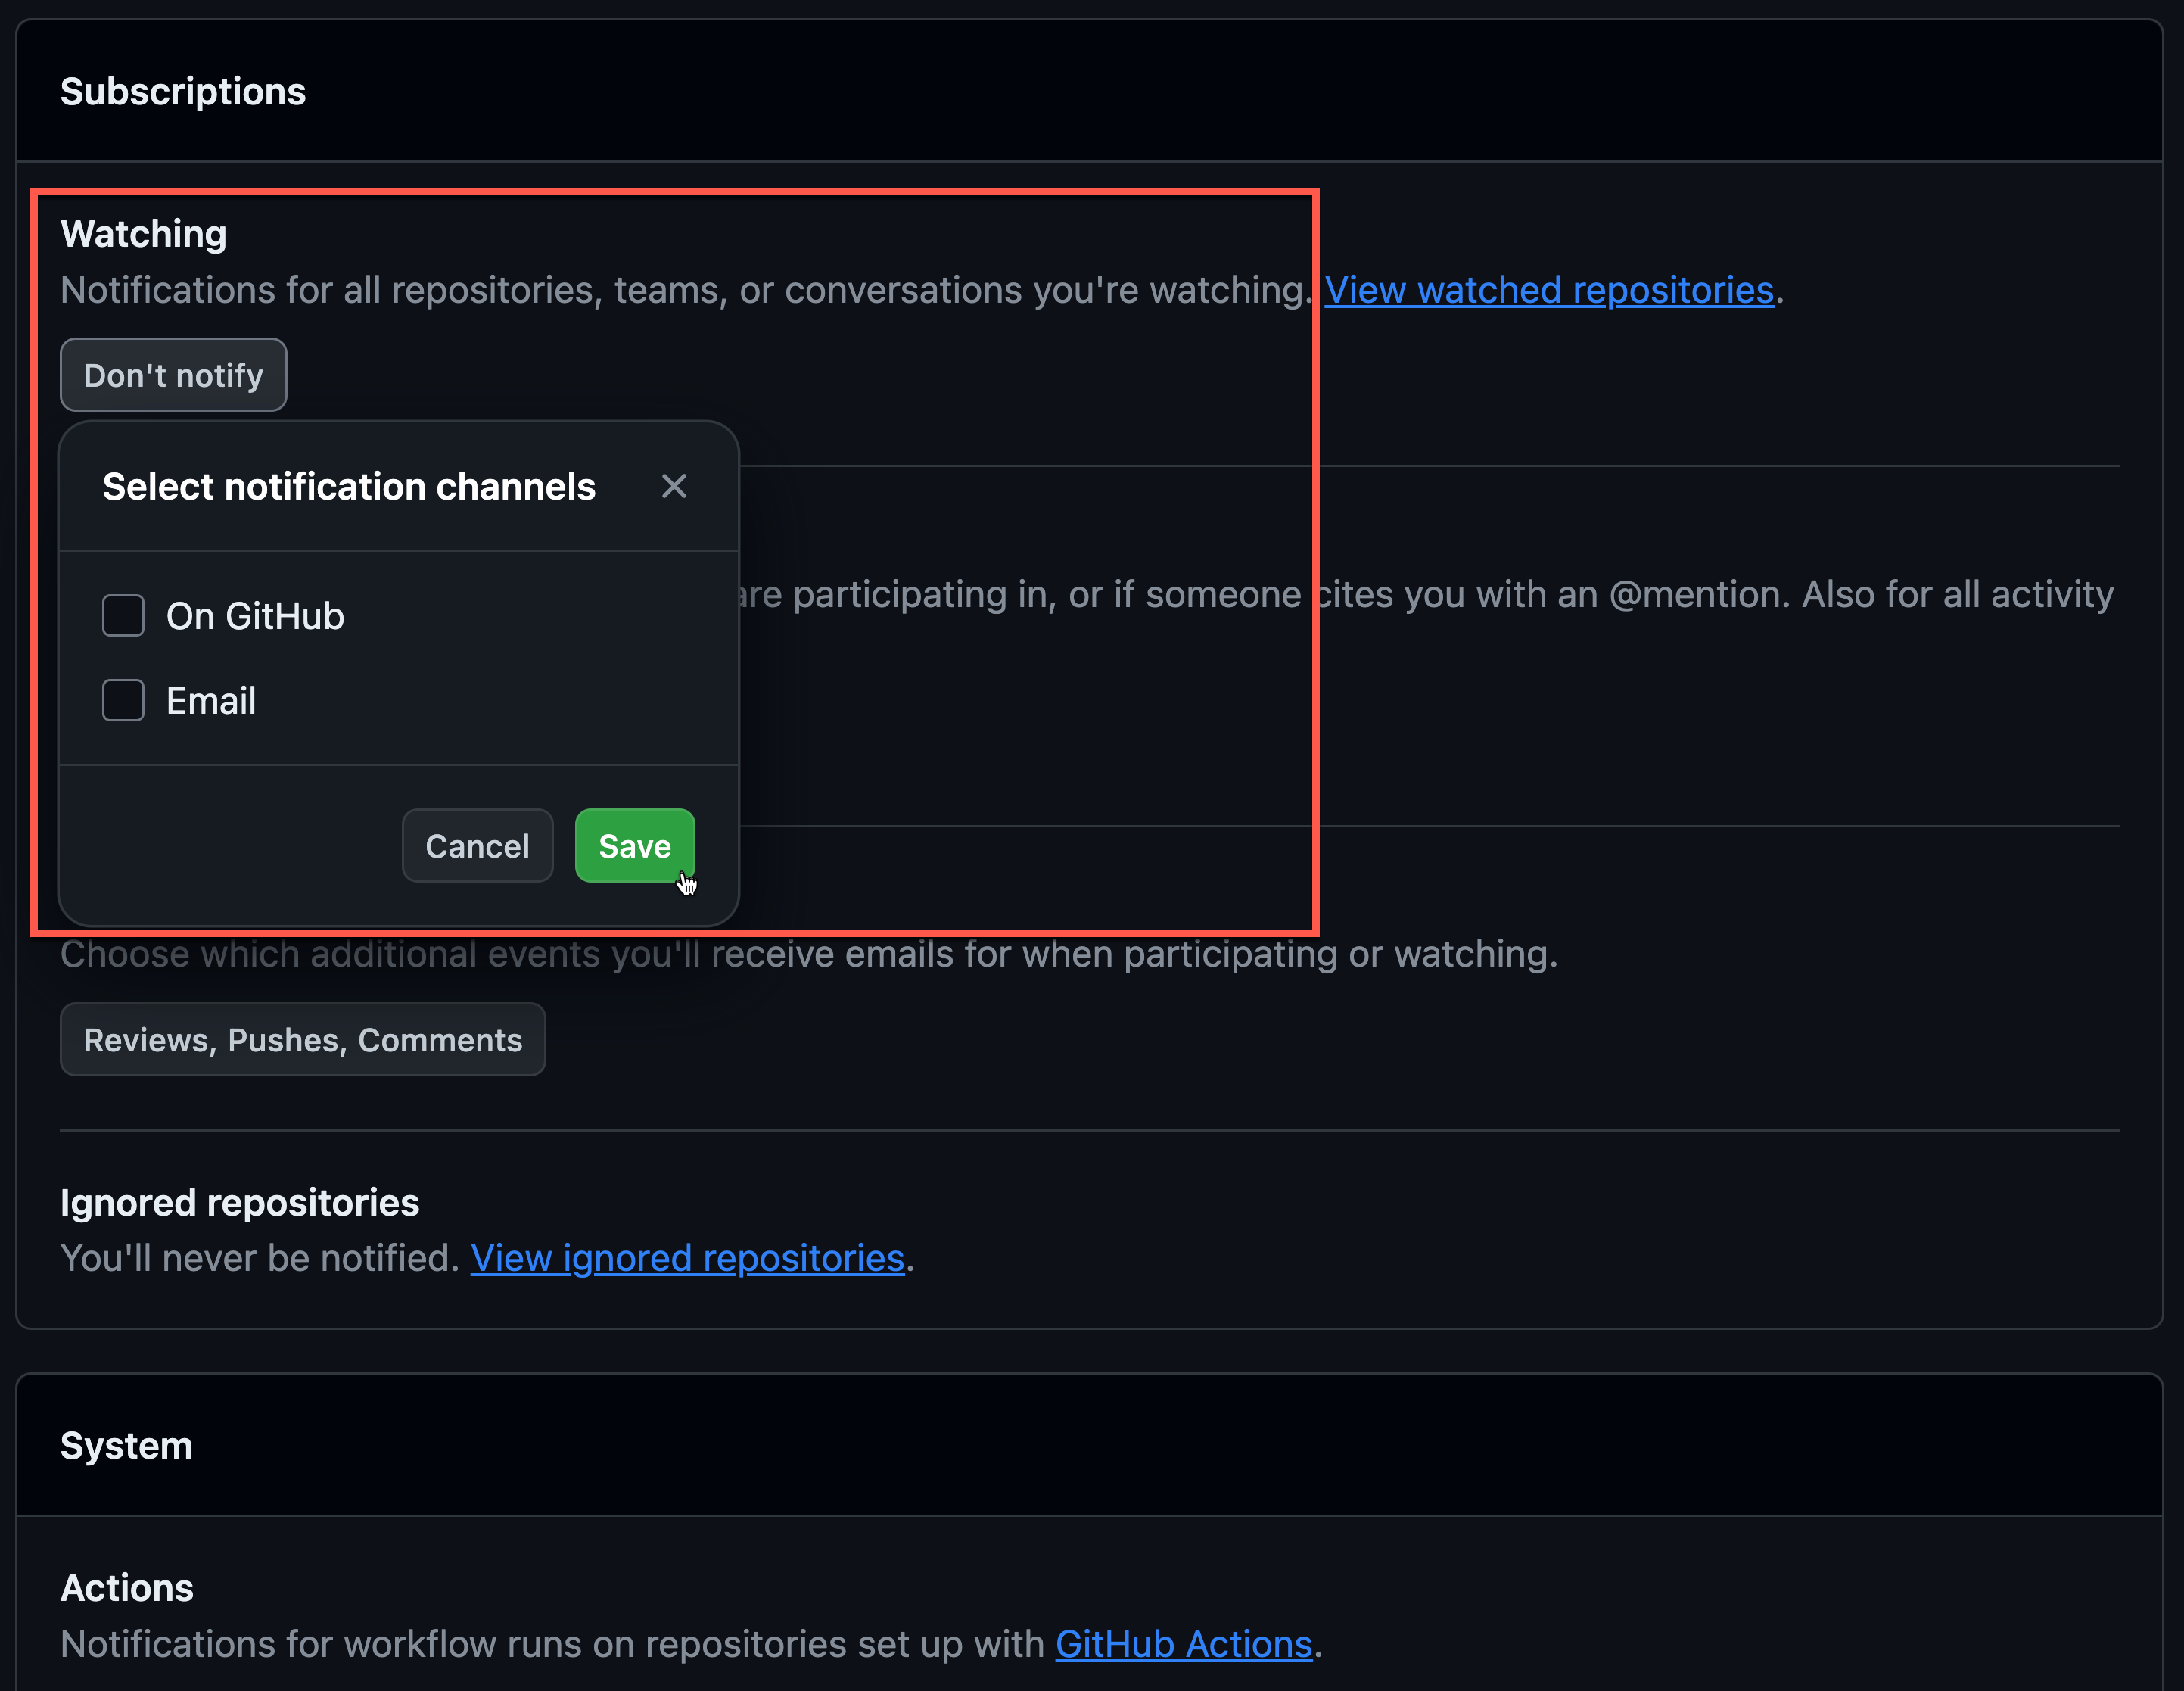 Subscriptions
Watching
Notifications for all repositories, teams, or conversations you're watching. View watched repositories.
Don't notify
Select notification channels
are participating in, or if someone cites you with an @mention. Also for all activity
On GitHub
Email
Cancel
Save
Choose which additional events you'll receive emails for when participating or watching.
Reviews, Pushes, Comments
Ignored repositories
You'll never be notified. View ignored repositories.
System
Actions
Notifications for workflow runs on repositories set up with GitHub Actions.